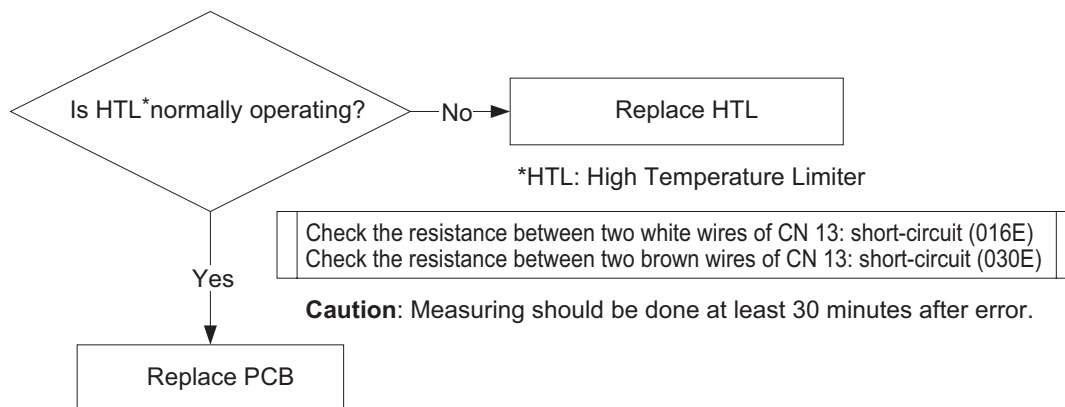 Is HTL*normally operating?
No
Replace HTL
*HTL: High Temperature Limiter
Check the resistance between two white wires of CN 13: short-circuit (016E)
Check the resistance between two brown wires of CN 13: short-circuit (030E)
Yes
Caution: Measuring should be done at least 30 minutes after error.
Replace PCB